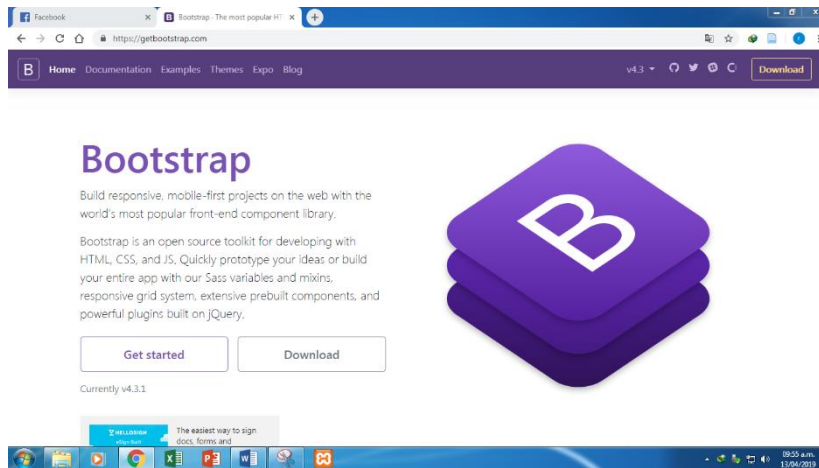 Facebook
Bootstrap · The most popular HT
https://getbootstrap.com
B Home Documentation Examples Themes Expo Blog
v4.3
Download
Bootstrap
B
Build responsive, mobile-first projects on the web with the
world's most popular front-end component library.
Bootstrap is an open source toolkit for developing with
HTML, CSS, and JS. Quickly prototype your ideas or build
your entire app with our Sass variables and mixins,
responsive grid system, extensive prebuilt components, and
powerful plugins built on jQuery.
Get started
Download
Currently v4.3.1
HELLOSIGN
The easiest way to sign
docs, forms and
09:55 a.m.
13/04/2019